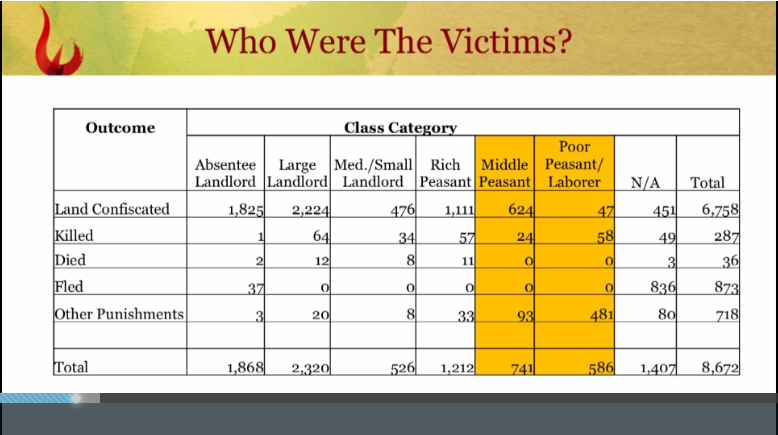 Who Were The Victims?
Outcome Class Category
Absentee Landlord Large Landlord Med./Small Landlord Rich Peasant Middle Peasant Poor Peasant/ Laborer N/A Total
Land Confiscated 1,825 2,224 476 1,111 624 47 451 6,758
Killed 1 64 34 57 24 58 49 287
Died 2 12 8 11 0 0 3 36
Fled 37 0 0 0 0 0 836 873
Other Punishments 3 20 8 33 93 481 80 718
Total 1,868 2,320 526 1,212 741 586 1,407 8,672